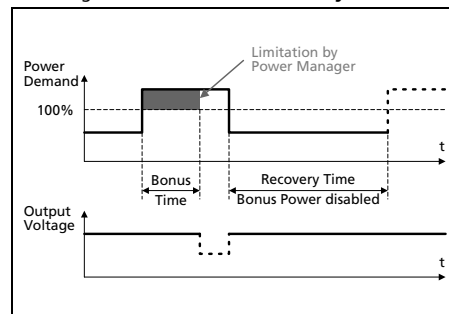 Limitation by
Power Manager
Power
Demand
100%
t
Bonus
Time
Recovery Time
Bonus Power disabled
Output
Voltage
t